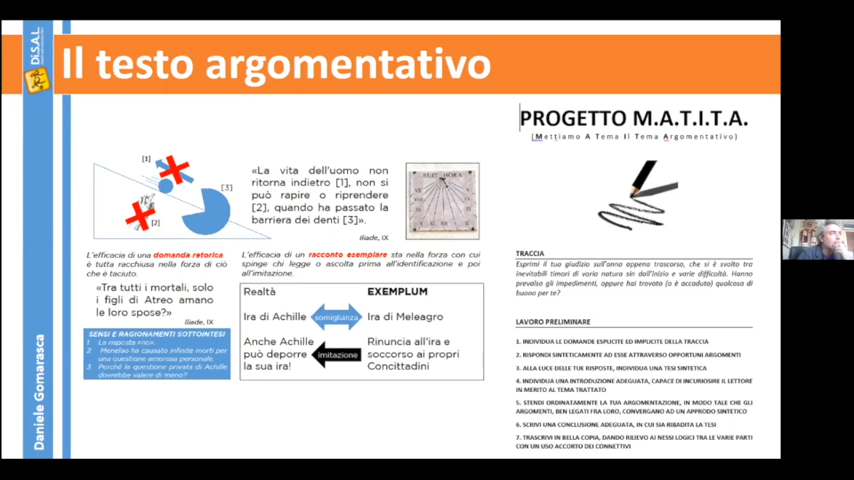 Di.S.A.L.
Il testo argomentativo
Daniele Gomarasca
[1]
[2]
[3]
«La vita dell'uomo non
ritorna indietro [1], non si
può rapire o riprendere
[2], quando ha passato la
barriera dei denti [3]».
Iliade, IX
L'efficacia di una domanda retorica
è tutta racchiusa nella forza di ciò
che è taciuto.
«Tra tutti i mortali, solo
i figli di Atreo amano
le loro spose?»
Iliade, IX
SENSI E RAGIONAMENTI SOTTOINTESI
1 La risposta «no».
2 Menelao ha causato infinite morti per
una questione amorosa personale.
3. Perché la questione privata di Achille
dovrebbe valere di meno?
L'efficacia di un racconto esemplare sta nella forza con cui
spinge chi legge o ascolta prima all'identificazione e poi
all'imitazione.
Realtà EXEMPLUM
Ira di Achille somiglianza Ira di Meleagro
Anche Achille
può deporre
la sua ira!
imitazione
Rinuncia all'ira e
soccorso ai propri
Concittadini
PROGETTO M.A.T.I.T.A.
(Mettiamo A Tema Il Tema Argomentativo)
TRACCIA
Esprimi il tuo giudizio sull'anno appena trascorso, che si è svolto tra
inevitabili timori di varia natura sin dall'inizio e varie difficoltà. Hanno
prevalso gli impedimenti, oppure hai trovato (o è accaduto) qualcosa di
buono per te?
LAVORO PRELIMINARE
1. INDIVIDUA LE DOMANDE ESPLICITE ED IMPLICITE DELLA TRACCIA
2. RISPONDI SINTETICAMENTE AD ESSE ATTRAVERSO OPPORTUNI ARGOMENTI
3. ALLA LUCE DELLE TUE RISPOSTE, INDIVIDUA UNA TESI SINTETICA
4. INDIVIDUA UNA INTRODUZIONE ADEGUATA, CAPACE DI INCURIOSIRE IL LETTORE
IN MERITO AL TEMA TRATTATO
5. STENDI ORDINATAMENTE LA TUA ARGOMENTAZIONE, IN MODO TALE CHE GLI
ARGOMENTI, BEN LEGATI FRA LORO, CONVERGANO AD UN APPRODO SINTETICO
6. SCRIVI UNA CONCLUSIONE ADEGUATA, IN CUI SIA RIBADITA LA TESI
7. TRASCRIVI IN BELLA COPIA, DANDO RILIEVO AI NESSI LOGICI TRA LE VARIE PARTI
CON UN USO ACCORTO DEI CONNETTIVI